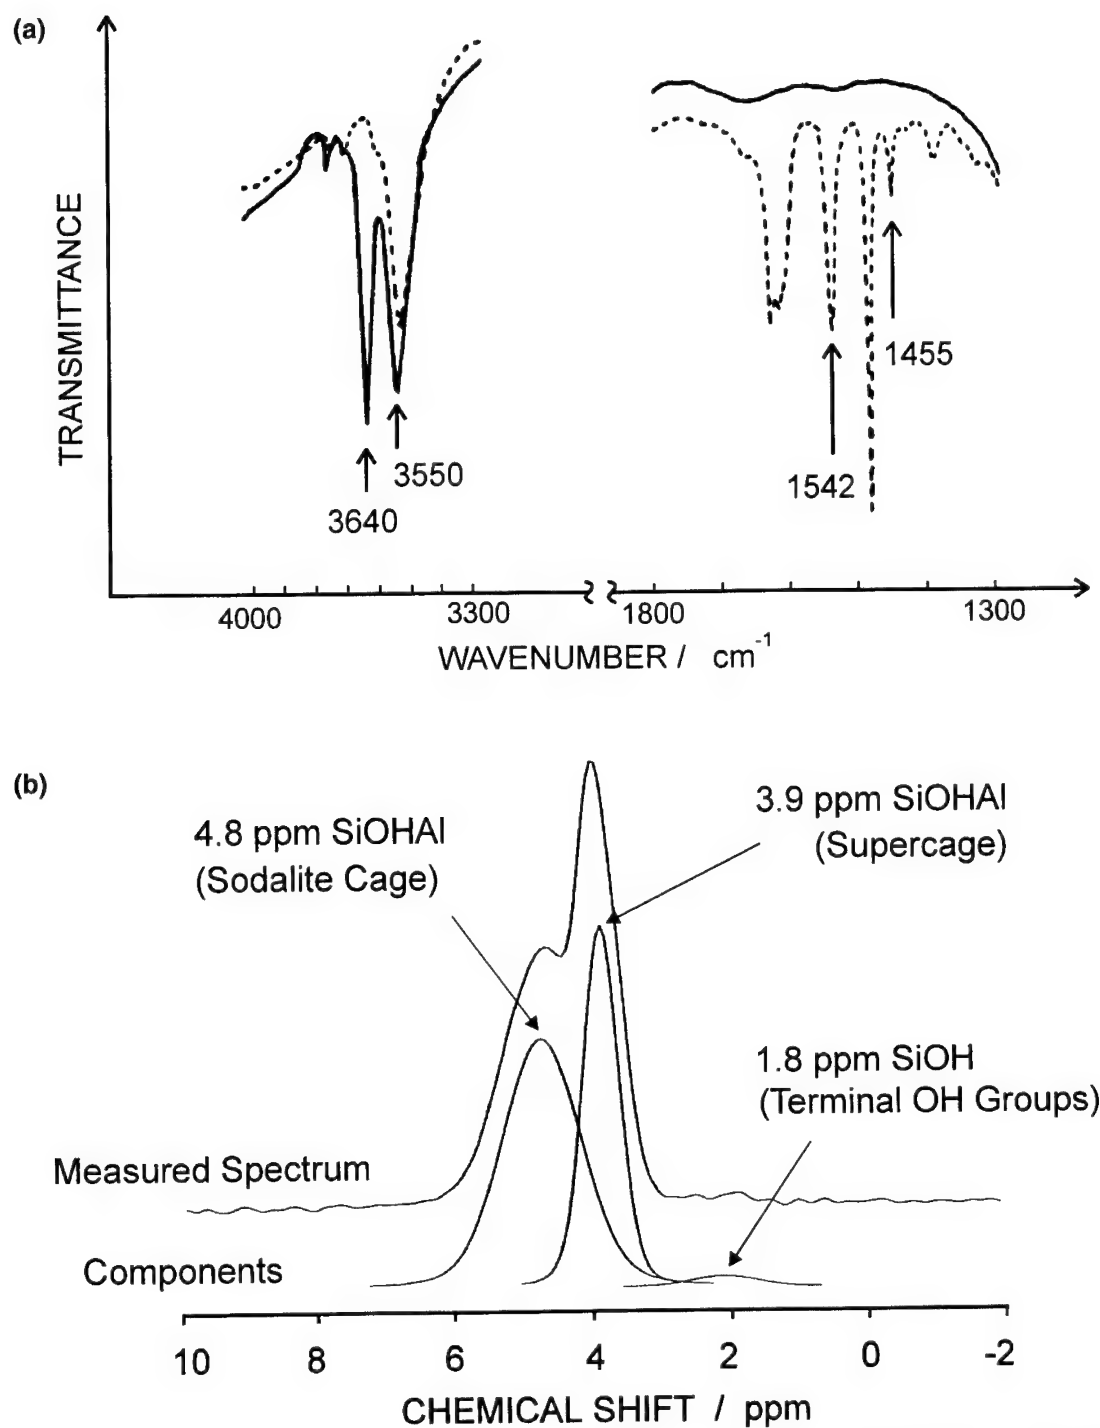 (a)
TRANSMITTANCE
3640
3550
1542
1455
4000
3300
1800
1300
WAVENUMBER / cm-1
(b)
4.8 ppm SiOHAl
(Sodalite Cage)
3.9 ppm SiOHAl
(Supercage)
1.8 ppm SiOH
(Terminal OH Groups)
Measured Spectrum
Components
10 8 6 4 2 0 -2
CHEMICAL SHIFT / ppm